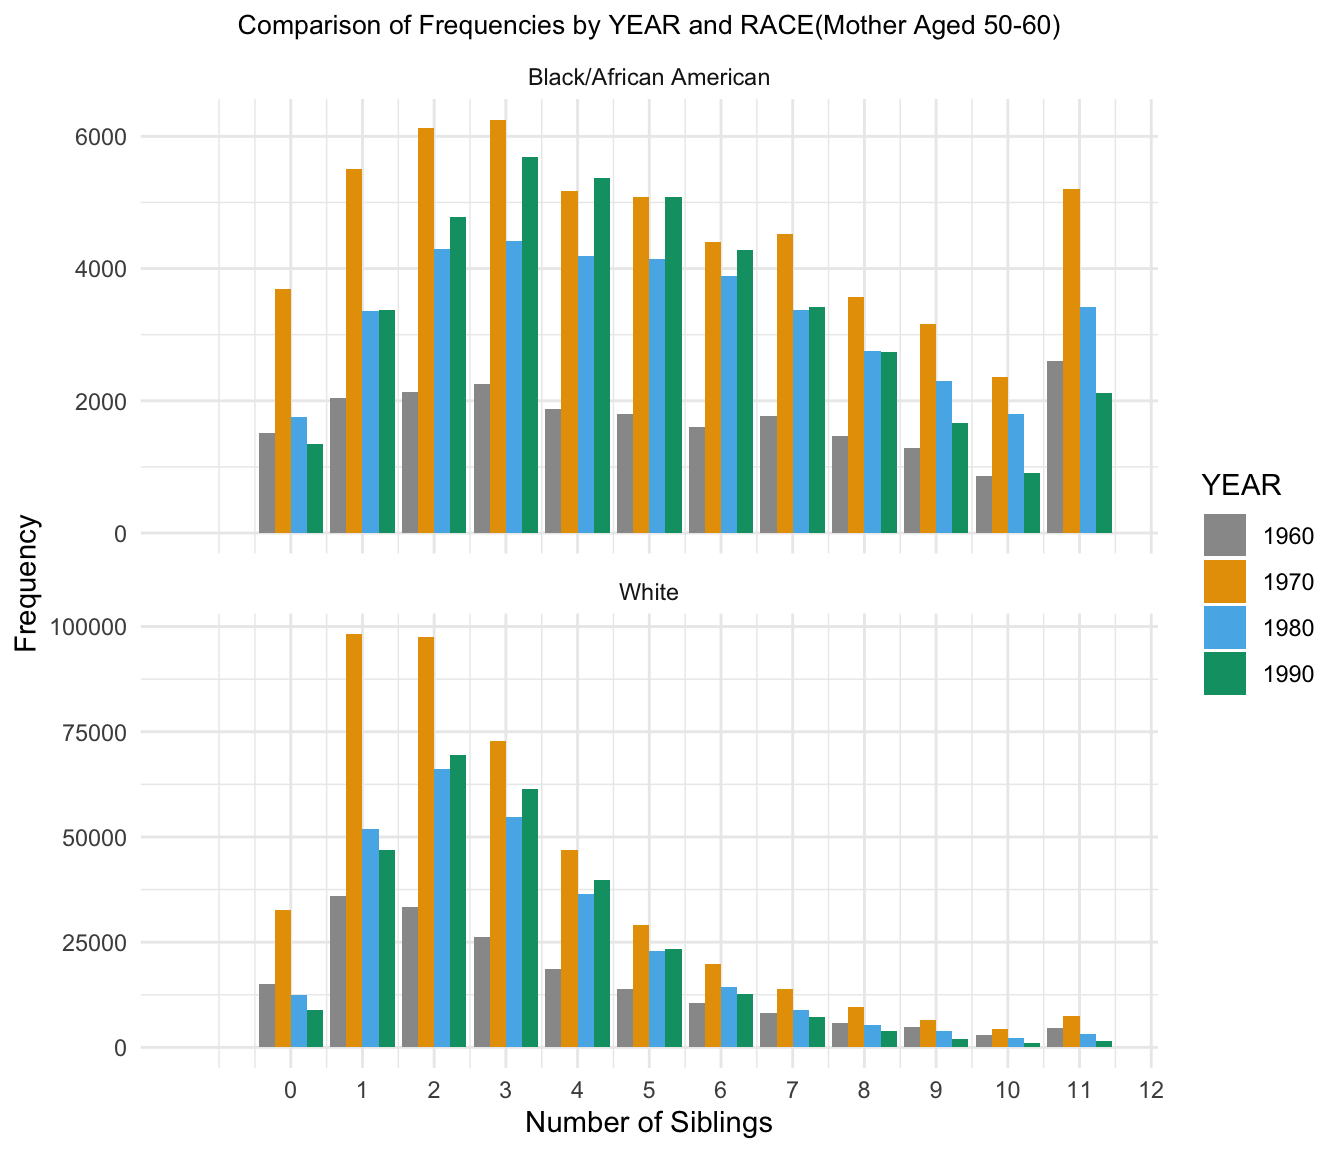 Comparison of Frequencies by YEAR and RACE(Mother Aged 50-60)
Black/African American
6000
4000
2000
0
White
100000
75000
50000
25000
0
0 1 2 3 4 5 6 7 8 9 10 11 12
Number of Siblings
Frequency
YEAR
1960
1970
1980
1990